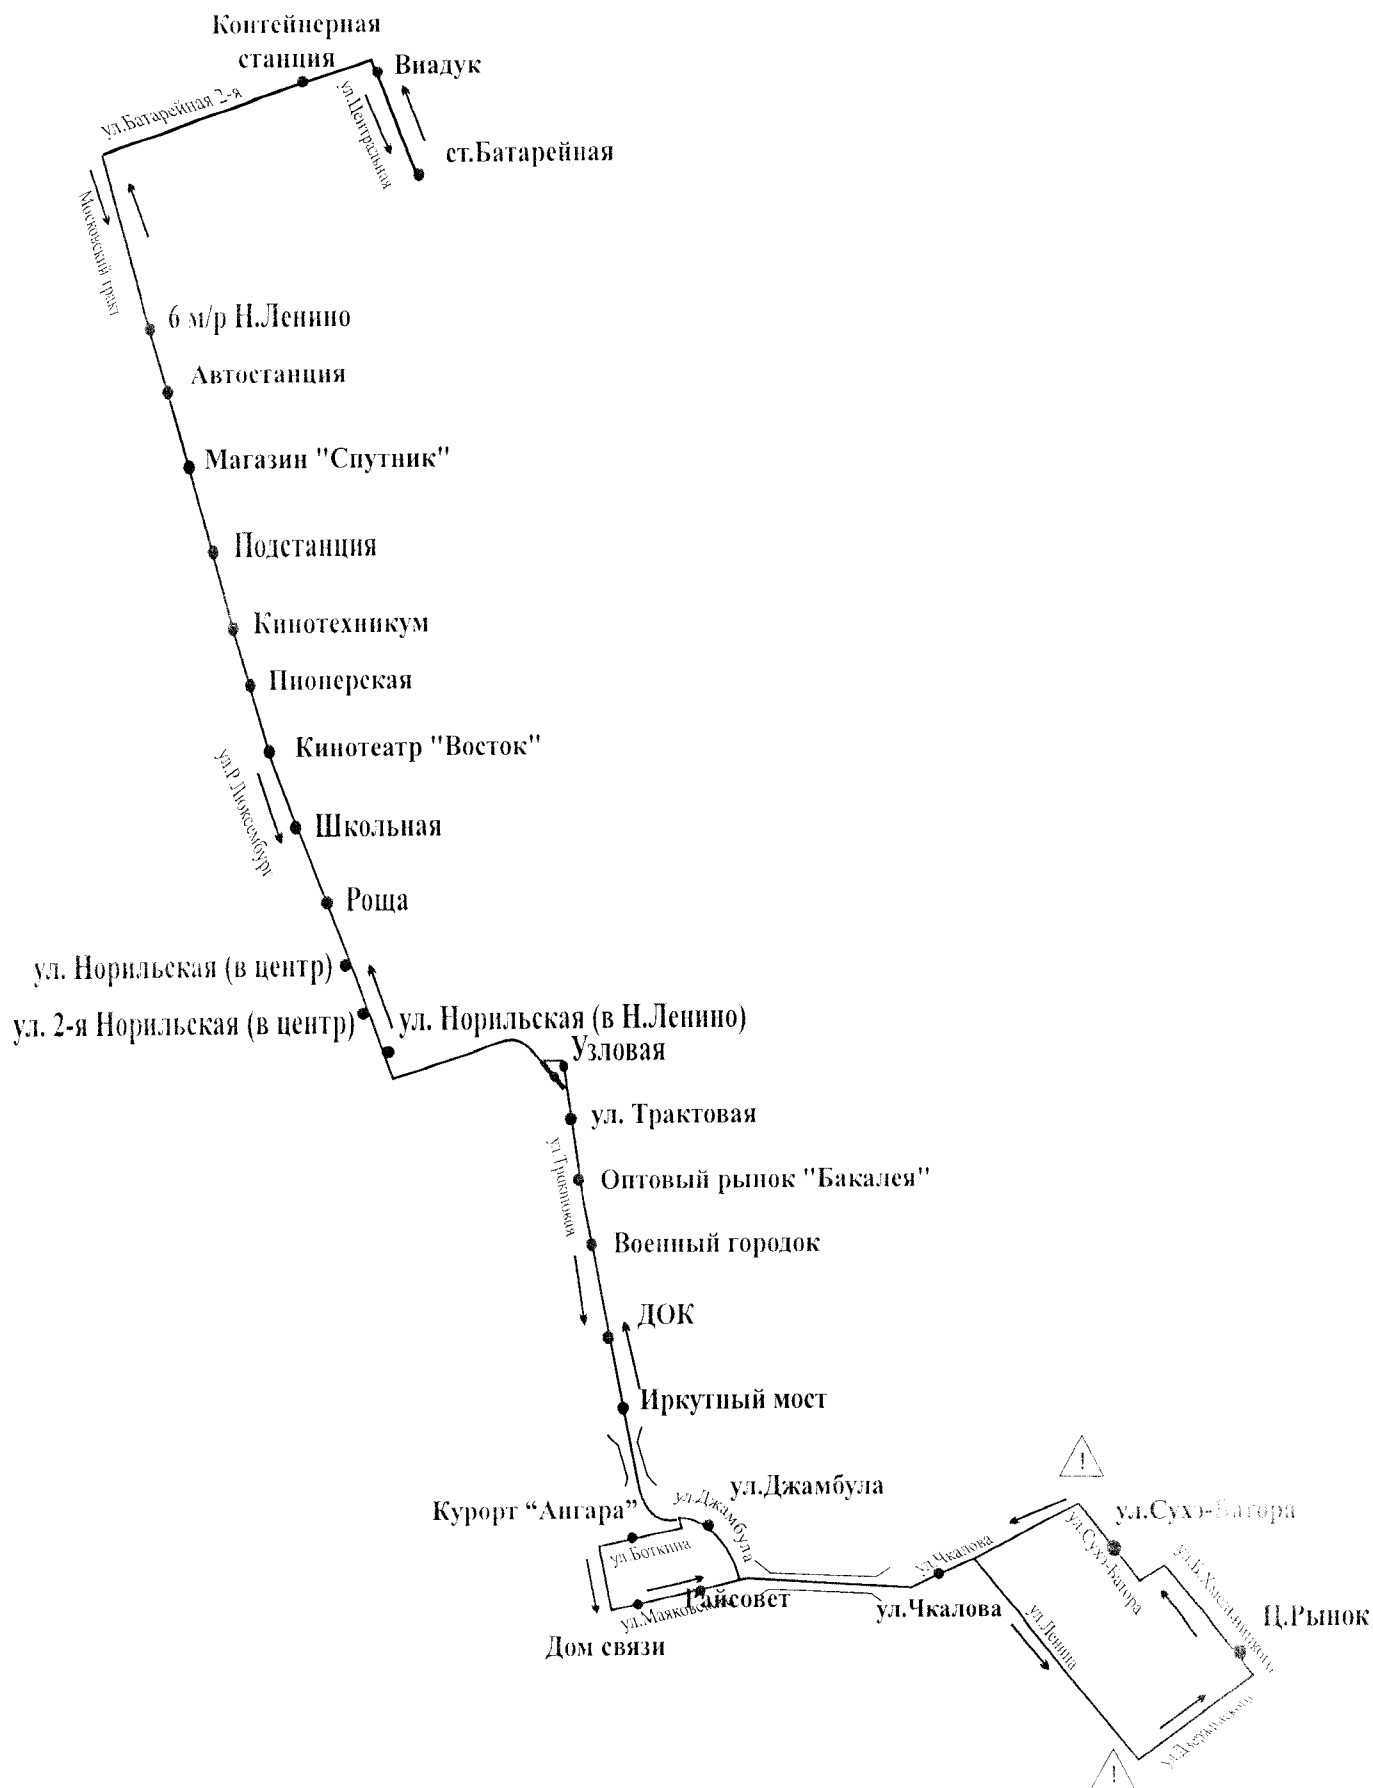 Контейнерная
станция
Виадук
ул.Батарейная 2-я
ул.Центральная
ст.Батарейная
Московский тракт
6 м/р Н.Ленино
Автостанция
Магазин "Спутник"
Подстанция
Кинотехникум
Пионерская
Кинотеатр "Восток"
ул.Р.Люксембург
Школьная
Роща
ул. Норильская (в центр)
ул. 2-я Норильская (в центр)
ул. Норильская (в Н.Ленино)
Узловая
ул. Трактовая
ул.Трактовая
Оптовый рынок "Бакалея"
Военный городок
ДОК
Иркутный мост
!
ул.Джамбула
ул.Джамбула
Курорт “Ангара”
ул.Боткина
ул.Сухэ-Батора
ул.Сухэ-Батора
ул.Чкалова
ул.Б.Хмельницкого
Райсовет
ул.Чкалова
ул.Ленина
Ц.Рынок
Дом связи
ул.Дзержинского
!